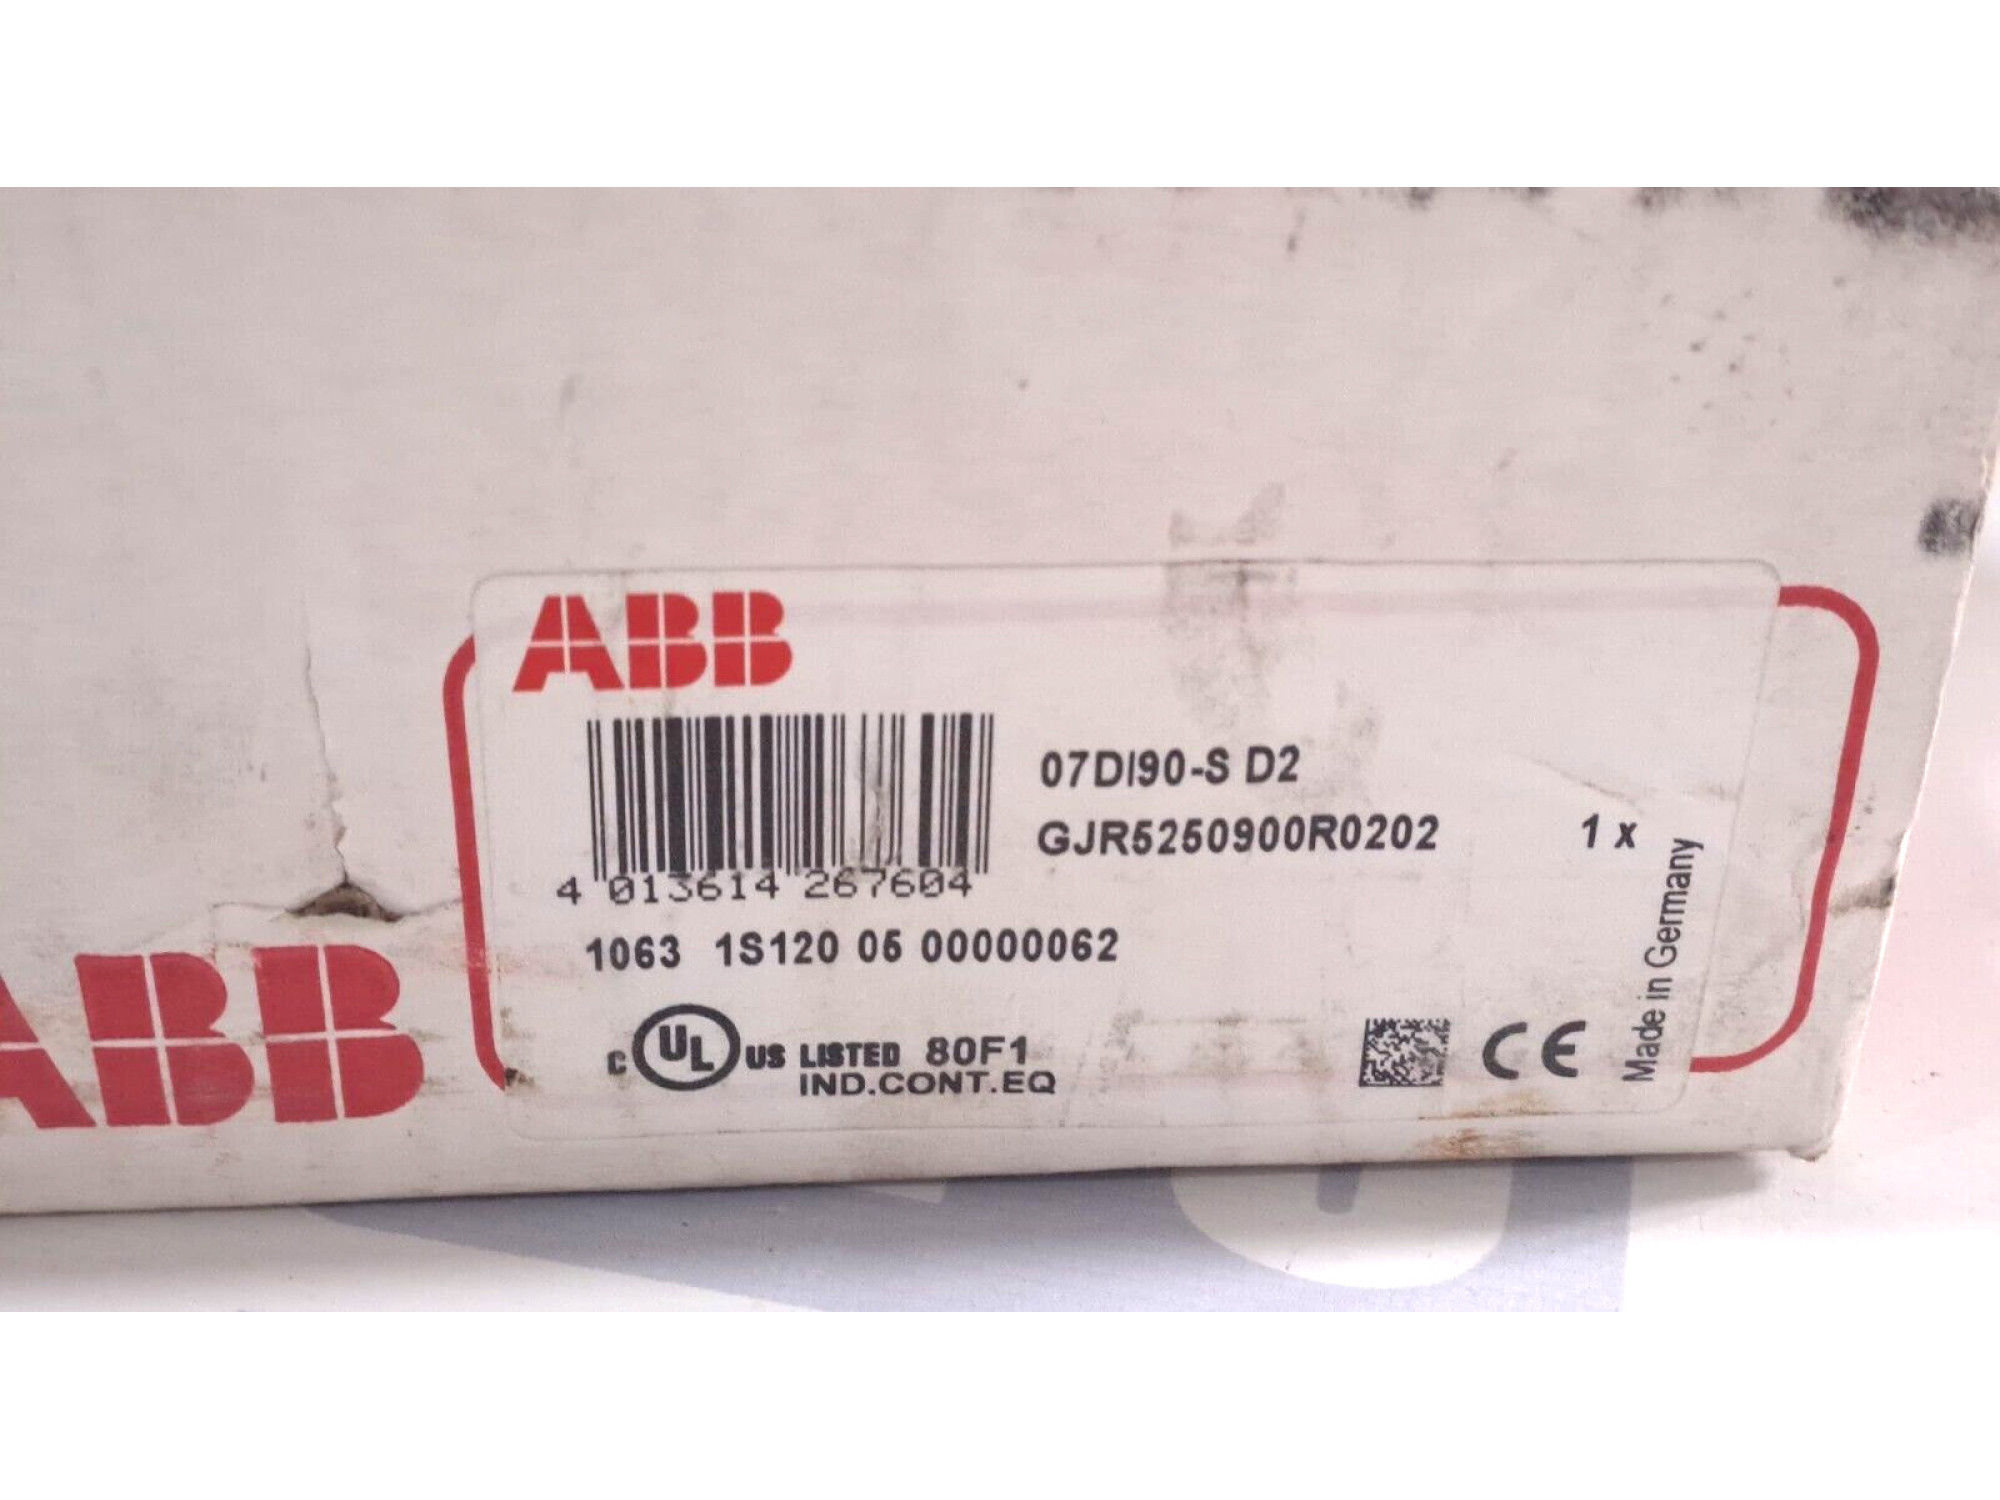 ABB
07DI90-S D2
GJR5250900R0202
1 x
4 013614 267604
1063 1S120 05 00000062
C UL US LISTED 80F1
IND.CONT.EQ
CE
Made in Germany
ABB